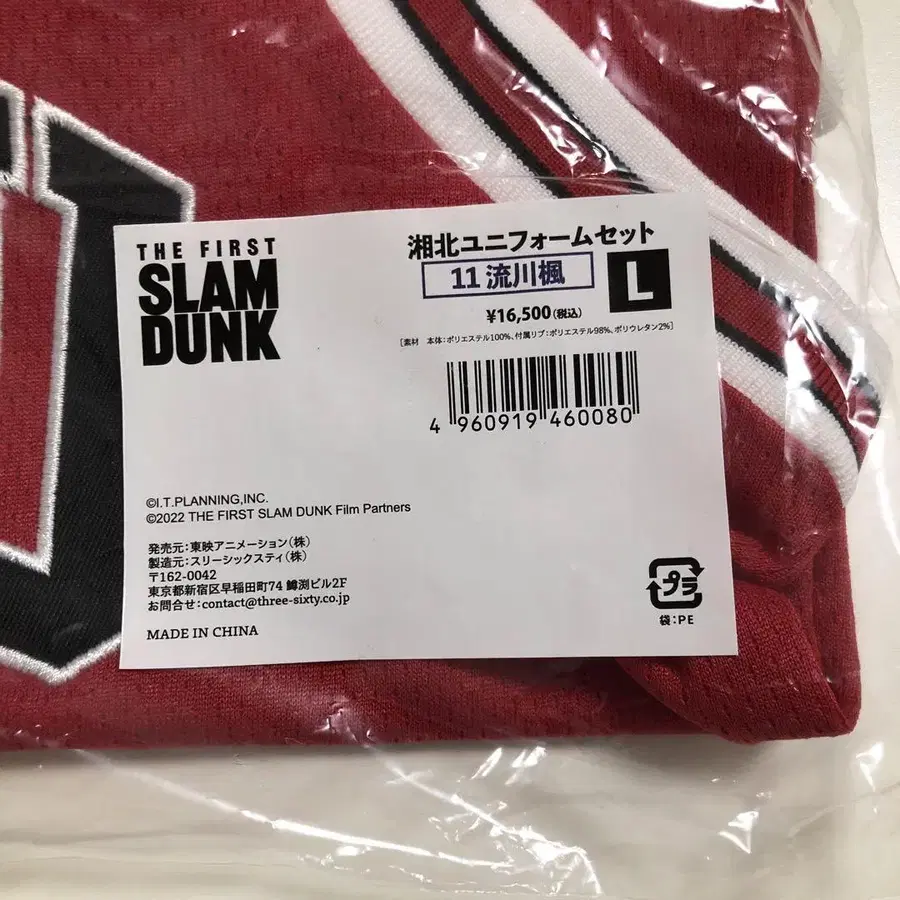 THE FIRST
SLAM
DUNK
湘北ユニフォームセット
11 流川楓
L
¥16,500(税込)
[素材 本体:ポリエステル100%、付属リブ:ポリエステル98%、ポリウレタン2%]
4 960919 460080
©I.T.PLANNING,INC.
©2022 THE FIRST SLAM DUNK Film Partners
発売元:東映アニメーション(株)
製造元:スリーシックスティ(株)
〒162-0042
東京都新宿区早稲田町74 鱒渕ビル2F
お問合せ:contact@three-sixty.co.jp
MADE IN CHINA
プラ
袋:PE